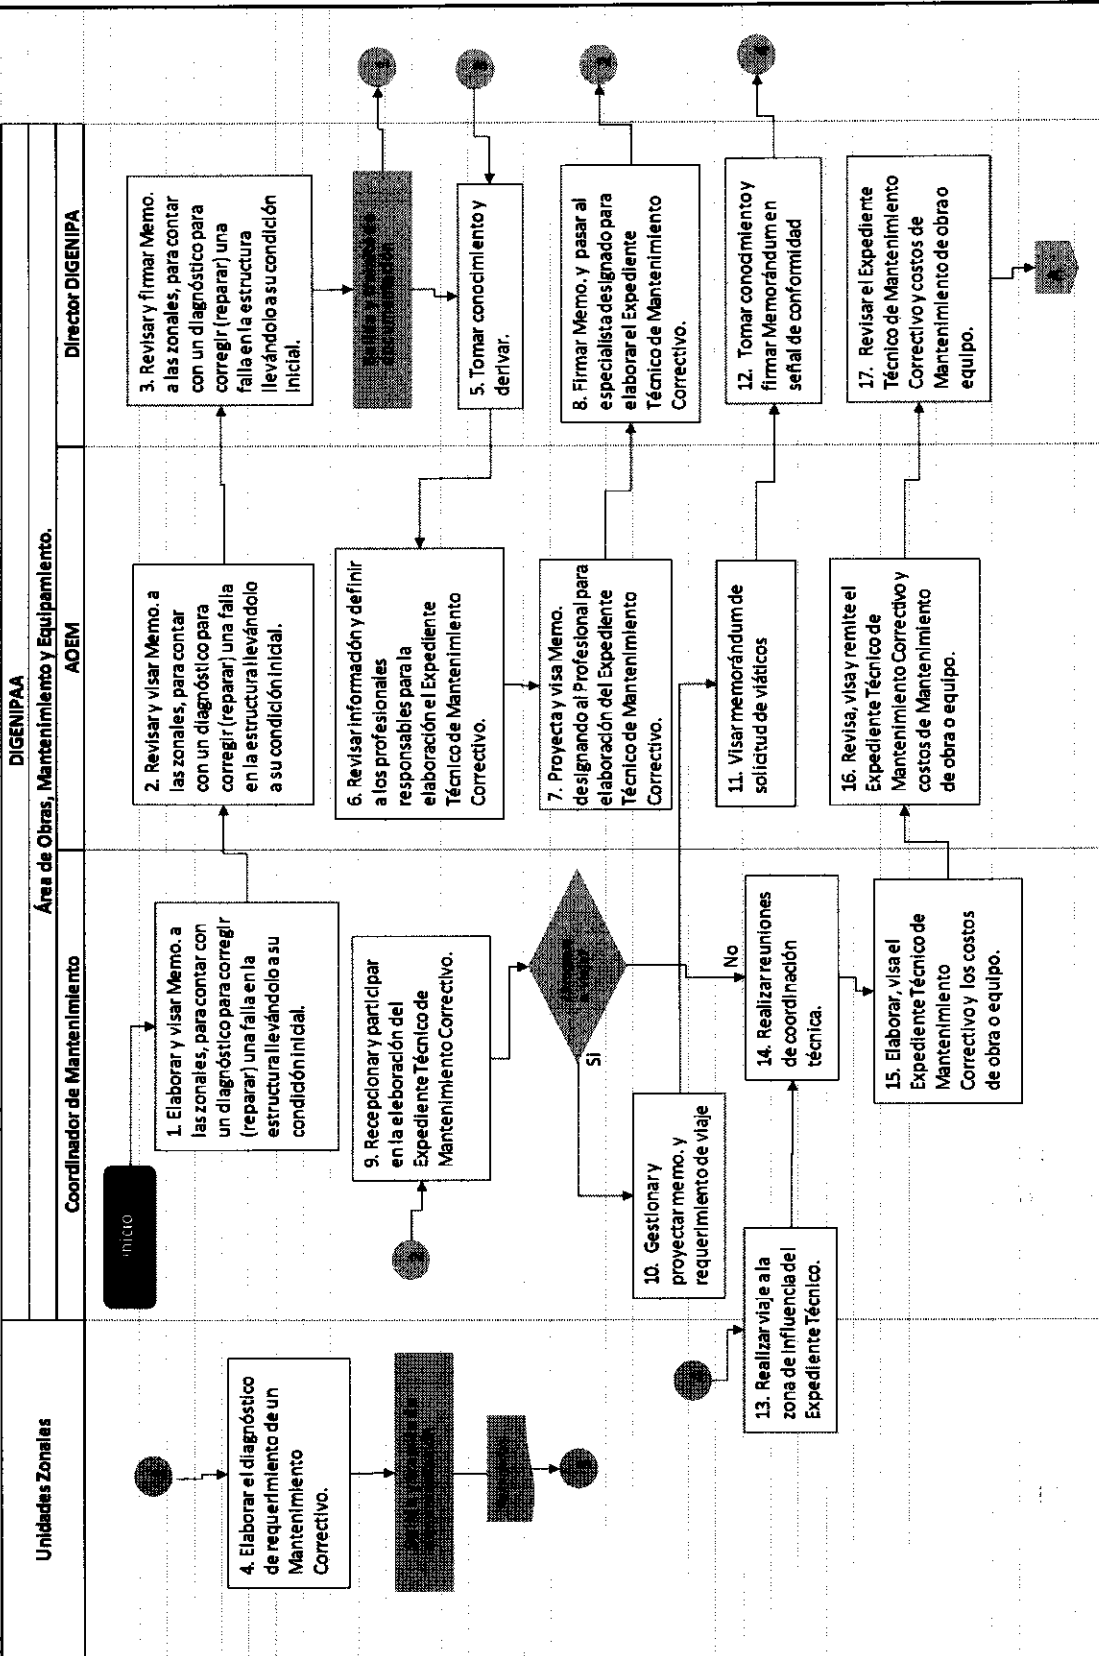 DIGENIPAA
Área de Obras, Mantenimiento y Equipamiento.
Unidades Zonales
Coordinador de Mantenimiento
AOEM
Director DIGENIPA
Inicio
1. Elaborar y visar Memo. a
las zonales, para contar con
un diagnóstico para corregir
(reparar) una falla en la
estructura llevándolo a su
condición inicial.
2. Revisar y visar Memo. a
las zonales, para contar
con un diagnóstico para
corregir (reparar) una falla
en la estructura llevándolo
a su condición inicial.
3. Revisar y firmar Memo.
a las zonales, para contar
con un diagnóstico para
corregir (reparar) una
falla en la estructura
llevándolo a su condición
inicial.
documentación
1
4. Elaborar el diagnóstico
de requerimiento de un
Mantenimiento
Correctivo.
3
5. Tomar conocimiento y
derivar.
6. Revisar información y definir
a los profesionales
responsables para la
elaboración el Expediente
Técnico de Mantenimiento
Correctivo.
7. Proyecta y visa Memo.
designando al Profesional para
elaboración del Expediente
Técnico de Mantenimiento
Correctivo.
8. Firmar Memo. y pasar al
especialista designado para
elaborar el Expediente
Técnico de Mantenimiento
Correctivo.
2
2
9. Recepcionar y participar
en la eleboración del
Expediente Técnico de
Mantenimiento Correctivo.
Si
No
10. Gestionar y
proyectar memo. y
requerimiento de viaje
11. Visar memorándum de
solicitud de viáticos
12. Tomar conocimiento y
firmar Memorándum en
señal de conformidad
4
13. Realizar viaje a la
zona de Influencia del
Expediente Técnico.
14. Realizar reuniones
de coordinación
técnica.
15. Elaborar, visa el
Expediente Técnico de
Mantenimiento
Correctivo y los costos
de obra o equipo.
16. Revisa, visa y remite el
Expediente Técnico de
Mantenimiento Correctivo y
costos de Mantenimiento
de obra o equipo.
17. Revisar el Expediente
Técnico de Mantenimiento
Correctivo y costos de
Mantenimiento de obra o
equipo.
A